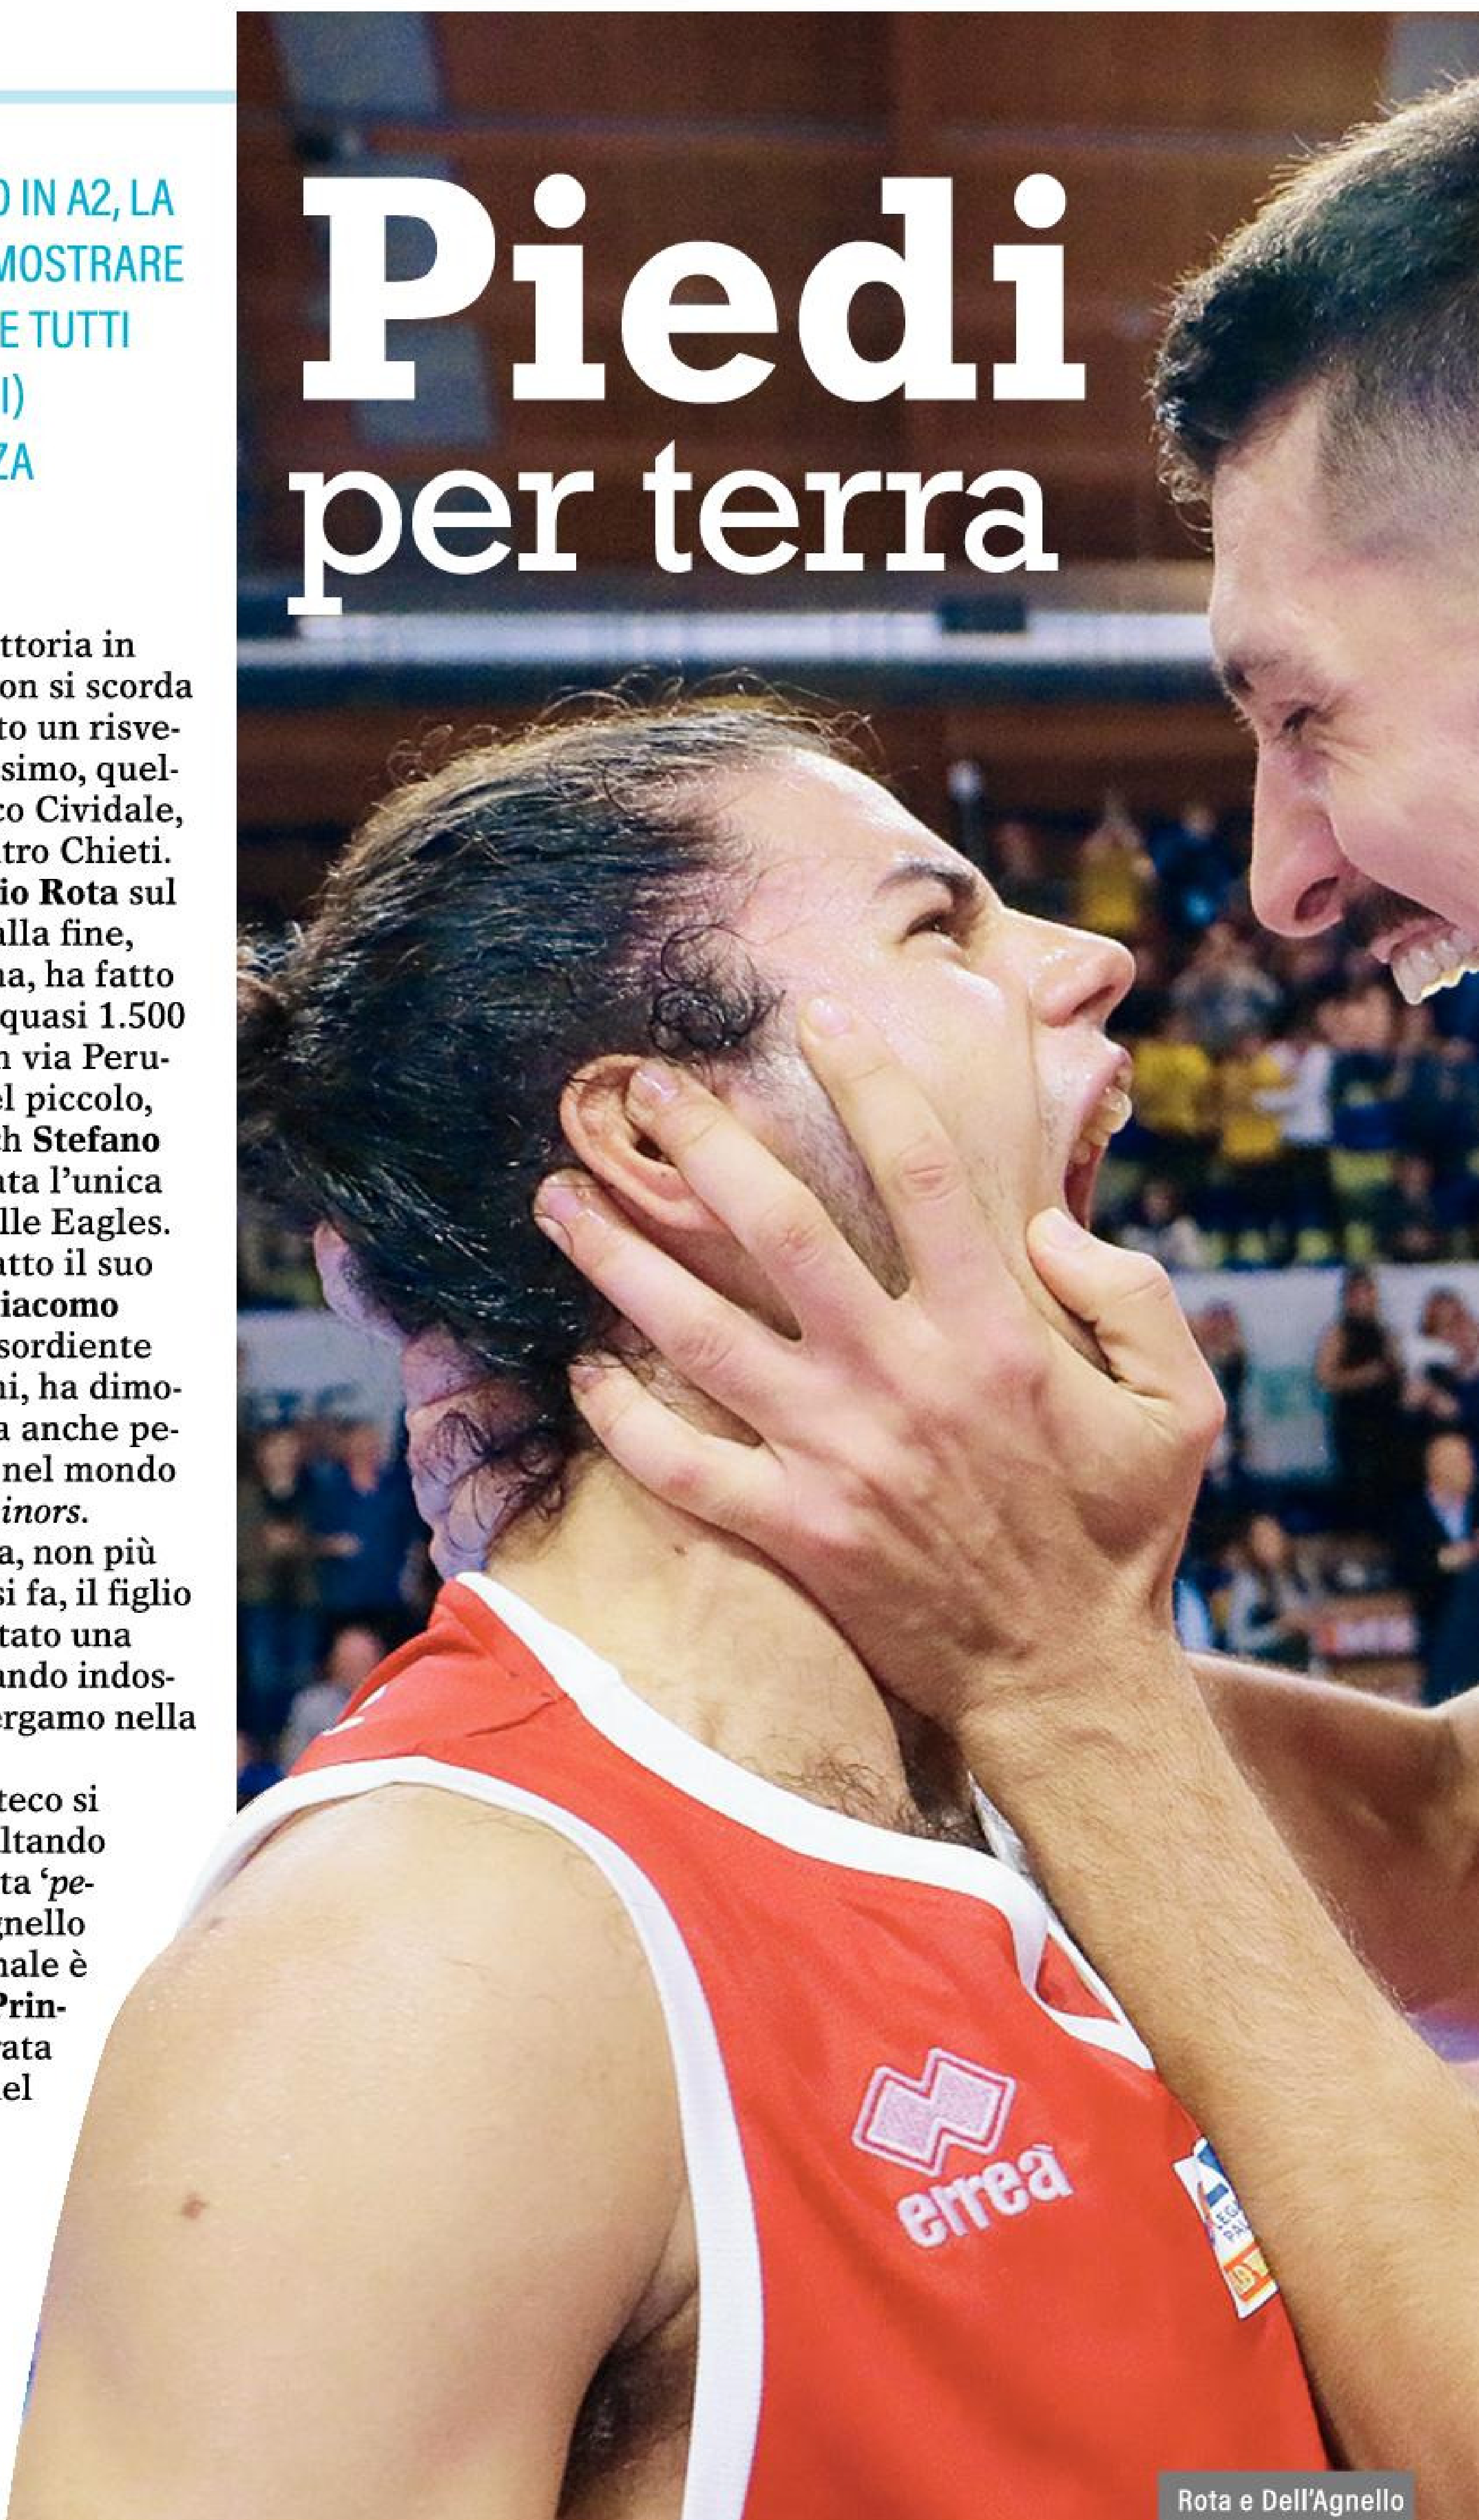 O IN A2, LA
MOSTRARE
E TUTTI
I)
ZA
Piedi
per terra
ttoria in
on si scorda
to un risve-
simo, quel-
co Cividale,
tro Chieti.
io Rota sul
alla fine,
na, ha fatto
quasi 1.500
n via Peru-
el piccolo,
ch Stefano
ata l'unica
lle Eagles.
atto il suo
iacomo
sordiente
ni, ha dimo-
a anche pe-
nel mondo
inors.
a, non più
si fa, il figlio
tato una
ando indos-
ergamo nella
teco si
ltando
ta 'pe-
gnello
nale è
Prin-
rata
el
erreà
Rota e Dell'Agnello